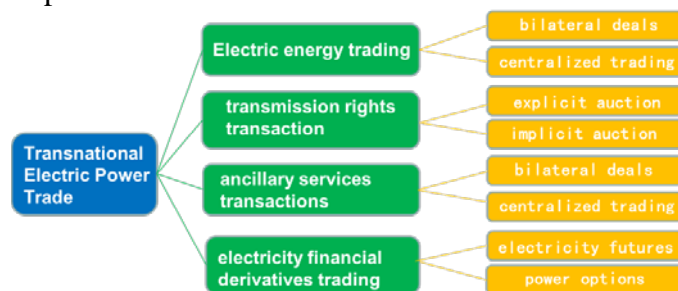 bilateral deals
Electric energy trading
centralized trading
transmission rights
transaction
explicit auction
implicit auction
Transnational
Electric Power
Trade
ancillary services
transactions
bilateral deals
centralized trading
electricity financial
derivatives trading
electricity futures
power options